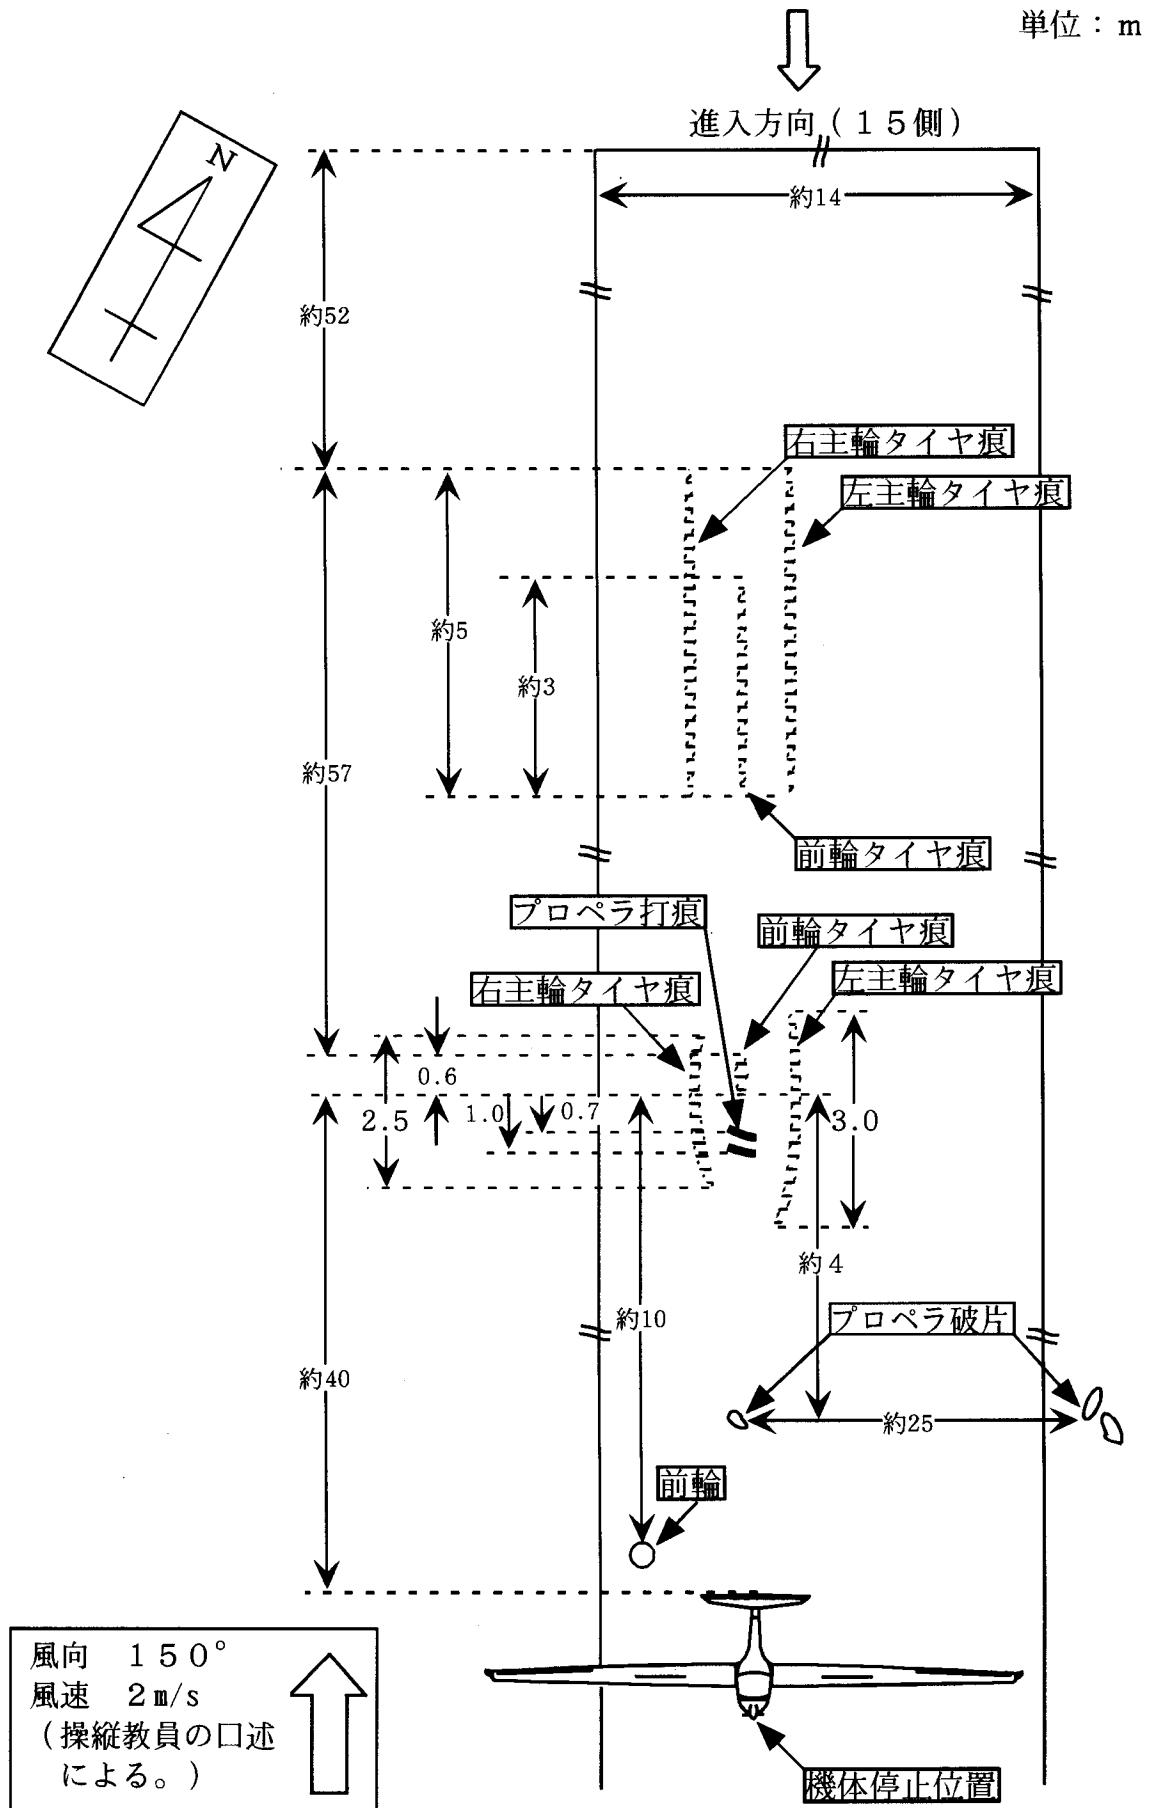 単位：m
進入方向（１５側）
N
約14
約52
右主輪タイヤ痕
左主輪タイヤ痕
約5
約3
約57
前輪タイヤ痕
プロペラ打痕
前輪タイヤ痕
右主輪タイヤ痕
左主輪タイヤ痕
0.6
2.5
1.0
0.7
3.0
約４
約10
プロペラ破片
約40
約25
前輪
風向　１５０°
風速　２m/s
（操縦教員の口述
による。）
機体停止位置